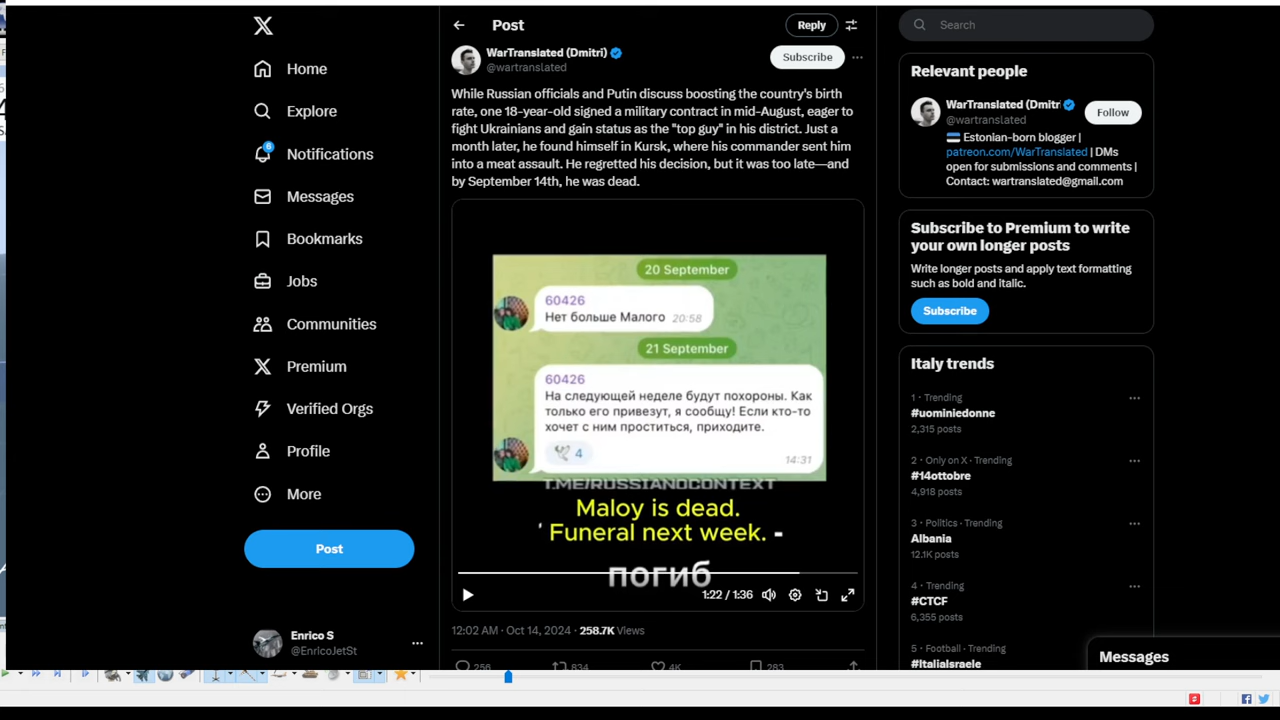 Home
Explore
6
Notifications
Messages
Bookmarks
Jobs
Communities
Premium
Verified Orgs
Profile
More
Post
Enrico S
@EnricoJetSt
Post
Reply
WarTranslated (Dmitri)
@wartranslated
Subscribe
While Russian officials and Putin discuss boosting the country's birth
rate, one 18-year-old signed a military contract in mid-August, eager to
fight Ukrainians and gain status as the "top guy" in his district. Just a
month later, he found himself in Kursk, where his commander sent him
into a meat assault. He regretted his decision, but it was too late—and
by September 14th, he was dead.
20 September
60426
Нет больше Малого 20:58
21 September
60426
На следующей неделе будут похороны. Как
только его привезут, я сообщу! Если кто-то
хочет с ним проститься, приходите.
4
14:31
T.ME/RUSSIANOCONTEXT
Maloy is dead.
Funeral next week. -
погиб
1:22 / 1:36
12:02 AM · Oct 14, 2024 · 258.7K Views
256 834 4K 283
Search
Relevant people
WarTranslated (Dmitri
@wartranslated
Follow
Estonian-born blogger |
patreon.com/WarTranslated | DMs
open for submissions and comments |
Contact: wartranslated@gmail.com
Subscribe to Premium to write
your own longer posts
Write longer posts and apply text formatting
such as bold and italic.
Subscribe
Italy trends
1 · Trending
#uominiedonne
2,315 posts
2 · Only on X · Trending
#14ottobre
4,918 posts
3 · Politics · Trending
Albania
12.1K posts
4 · Trending
#CTCF
6,355 posts
5 · Football · Trending
#ItaliaIsraele
Messages